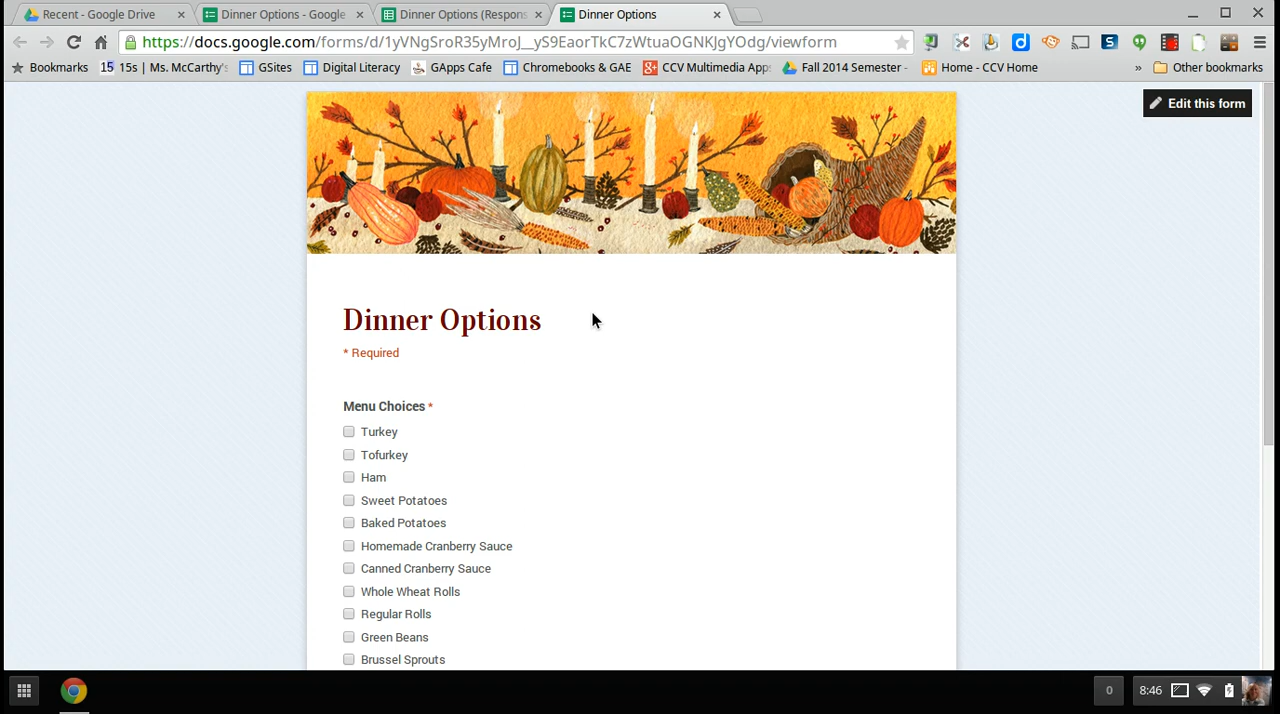 Recent - Google Drive
Dinner Options - Google
Dinner Options (Respons
Dinner Options
https://docs.google.com/forms/d/1yVNgSroR35yMroJ__yS9EaorTkC7zWtuaOGNKJgYOdg/viewform
Bookmarks
15 15s | Ms. McCarthy's
GSites
Digital Literacy
GApps Cafe
Chromebooks & GAE
CCV Multimedia Apps
Fall 2014 Semester -
Home - CCV Home
» Other bookmarks
Edit this form
Dinner Options
* Required
Menu Choices *
Turkey
Tofurkey
Ham
Sweet Potatoes
Baked Potatoes
Homemade Cranberry Sauce
Canned Cranberry Sauce
Whole Wheat Rolls
Regular Rolls
Green Beans
Brussel Sprouts
0
8:46